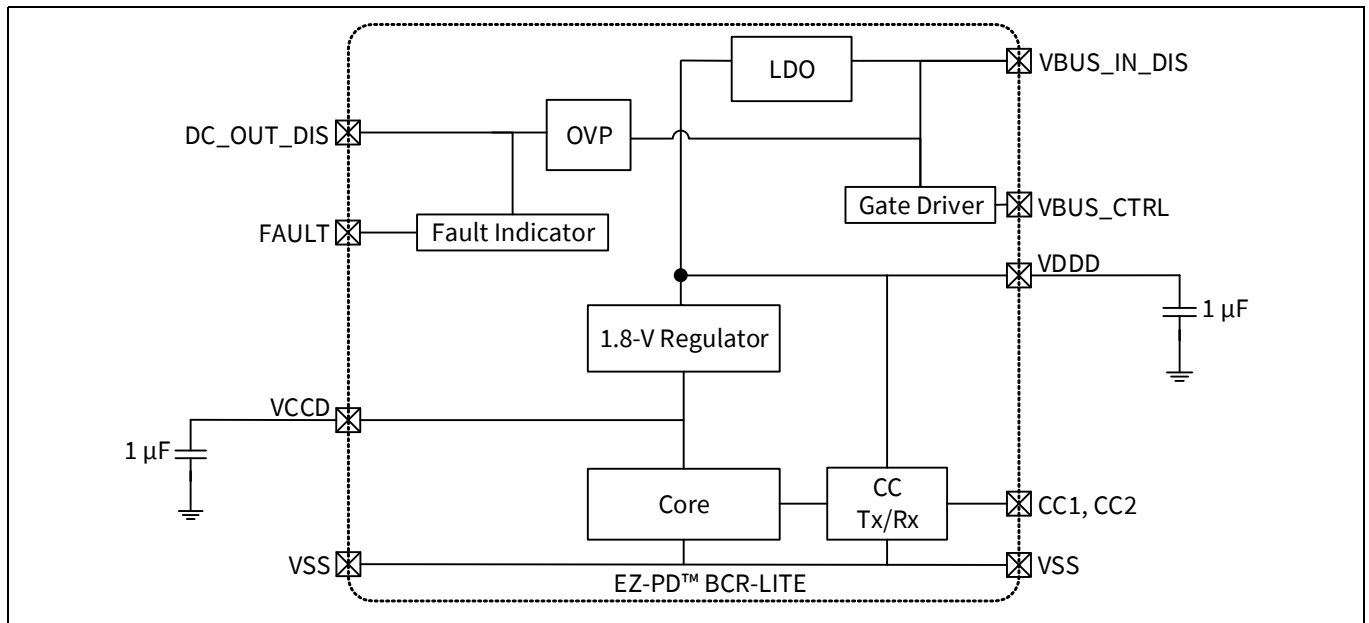 LDO
VBUS_IN_DIS
DC_OUT_DIS
OVP
Gate Driver
VBUS_CTRL
FAULT
Fault Indicator
VDDD
1 µF
1.8-V Regulator
VCCD
1 µF
Core
CC
Tx/Rx
CC1, CC2
VSS
VSS
EZ-PD™ BCR-LITE